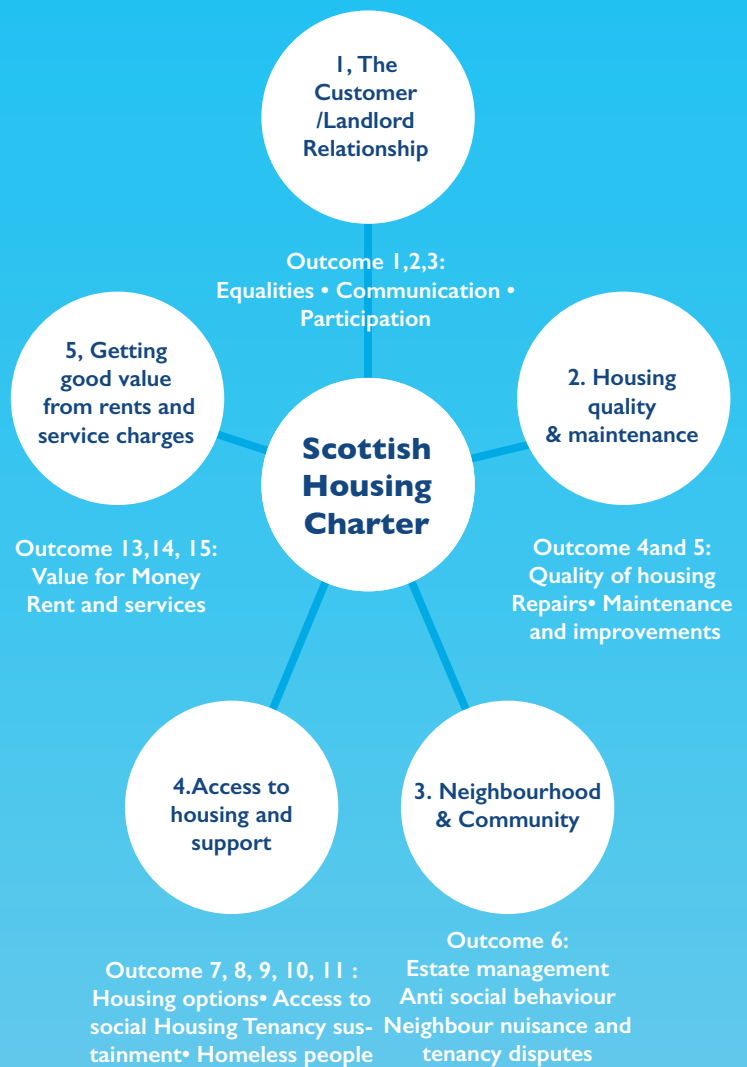 1, The
Customer
/Landlord
Relationship
Outcome 1,2,3:
Equalities • Communication •
Participation
5, Getting
good value
from rents and
service charges
2. Housing
quality
& maintenance
Scottish
Housing
Charter
Outcome 13,14, 15:
Value for Money
Rent and services
Outcome 4and 5:
Quality of housing
Repairs• Maintenance
and improvements
4.Access to
housing and
support
3. Neighbourhood
& Community
Outcome 7, 8, 9, 10, 11 :
Housing options• Access to
social Housing Tenancy sus-
tainment• Homeless people
Outcome 6:
Estate management
Anti social behaviour
Neighbour nuisance and
tenancy disputes